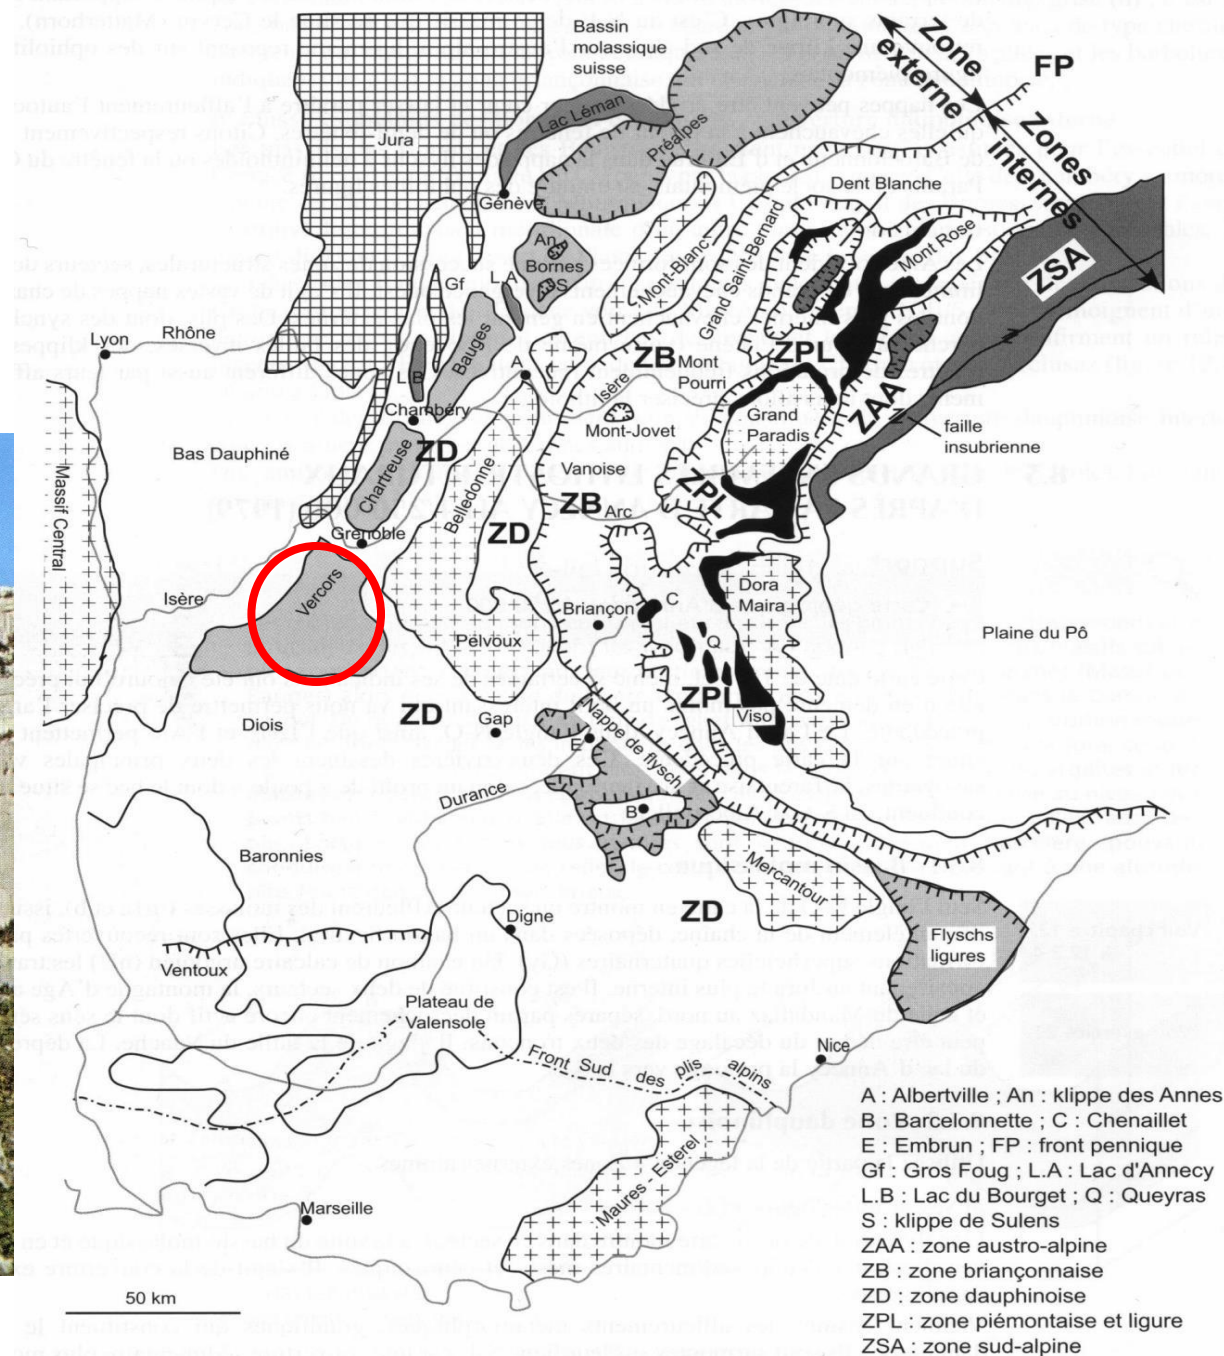 Bassin
molassique
suisse
Zone
externe
FP
Zones
internes
Jura
Lac Léman
Préalpes
Genève
Dent Blanche
An
Bornes
S
L.A
Gf
Mont-Blanc
Grand Saint-Bernard
Mont Rose
ZSA
Rhône
Lyon
Bauges
L.B
Chambéry
ZB
Mont
Pourri
ZPL
Isère
Mont-Jovet
Grand
Paradis
ZAA
faille
insubrienne
Massif Central
Bas Dauphiné
Chartreuse
ZD
Belledonne
Vanoise
ZB
Arc
ZPL
Grenoble
ZD
Isère
Vercors
Briançon
Dora
Maira
Q
Plaine du Pô
Pelvoux
ZPL
Viso
Diois
ZD
Gap
E
Nappe de flysch
Durance
B
Baronnies
Mercantour
Digne
ZD
Flyschs
ligures
Ventoux
Plateau de
Valensole
Front Sud des plis alpins
Nice
Maures - Esterel
Marseille
50 km
A : Albertville ; An : klippe des Annes
B : Barcelonnette ; C : Chenaillet
E : Embrun ; FP : front pennique
Gf : Gros Foug ; L.A : Lac d'Annecy
L.B : Lac du Bourget ; Q : Queyras
S : klippe de Sulens
ZAA : zone austro-alpine
ZB : zone briançonnaise
ZD : zone dauphinoise
ZPL : zone piémontaise et ligure
ZSA : zone sud-alpine